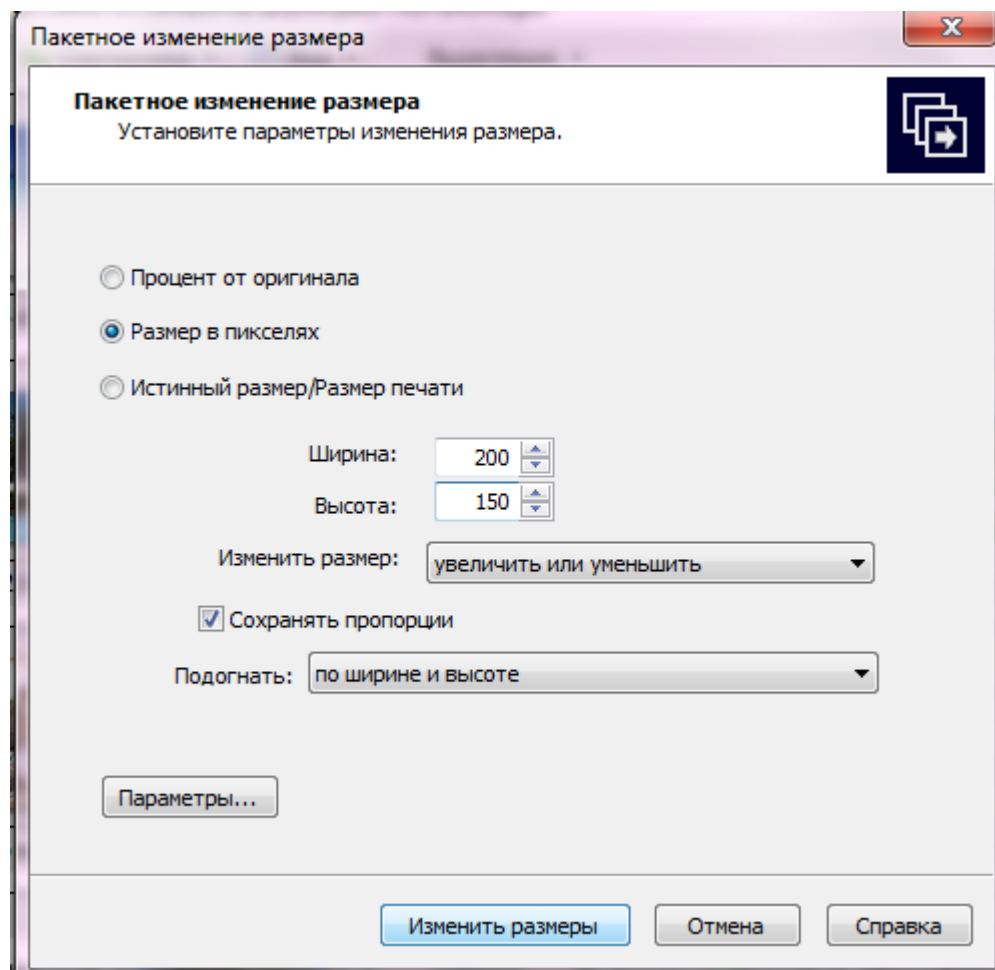 Пакетное изменение размера
Пакетное изменение размера
Установите параметры изменения размера.
Процент от оригинала
Размер в пикселях
Истинный размер/Размер печати
Ширина: 200
Высота: 150
Изменить размер: увеличить или уменьшить
Сохранять пропорции
Подогнать: по ширине и высоте
Параметры...
Изменить размеры Отмена Справка